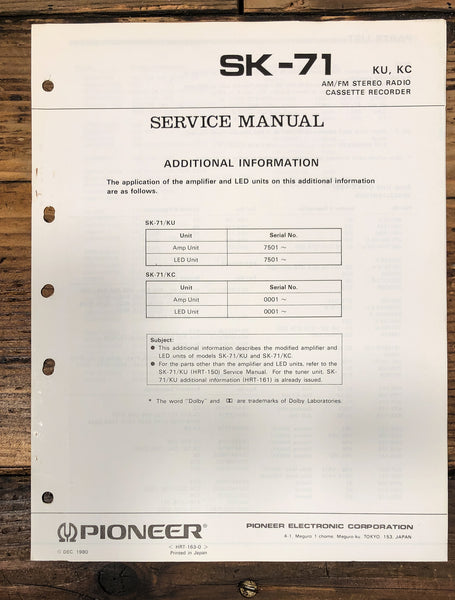 SK-71 KU, KC
AM/FM STEREO RADIO
CASSETTE RECORDER
SERVICE MANUAL
ADDITIONAL INFORMATION
The application of the amplifier and LED units on this additional information
are as follows.
SK-71/KU
Unit Serial No.
Amp Unit 7501 ~
LED Unit 7501 ~
SK-71/KC
Unit Serial No.
Amp Unit 0001 ~
LED Unit 0001 ~
Subject:
● This additional information describes the modified amplifier and
LED units of models SK-71/KU and SK-71/KC.
● For the parts other than the amplifier and LED units, refer to the
SK-71/KU (HRT-150) Service Manual. For the tuner unit, SK-
71/KU additional information (HRT-161) is already issued.
* The word "Dolby" and are trademarks of Dolby Laboratories.
PIONEER
PIONEER ELECTRONIC CORPORATION
4-1, Meguro 1-chome, Meguro-ku, TOKYO 153, JAPAN
© DEC. 1980
< HRT-163-0 >
Printed in Japan